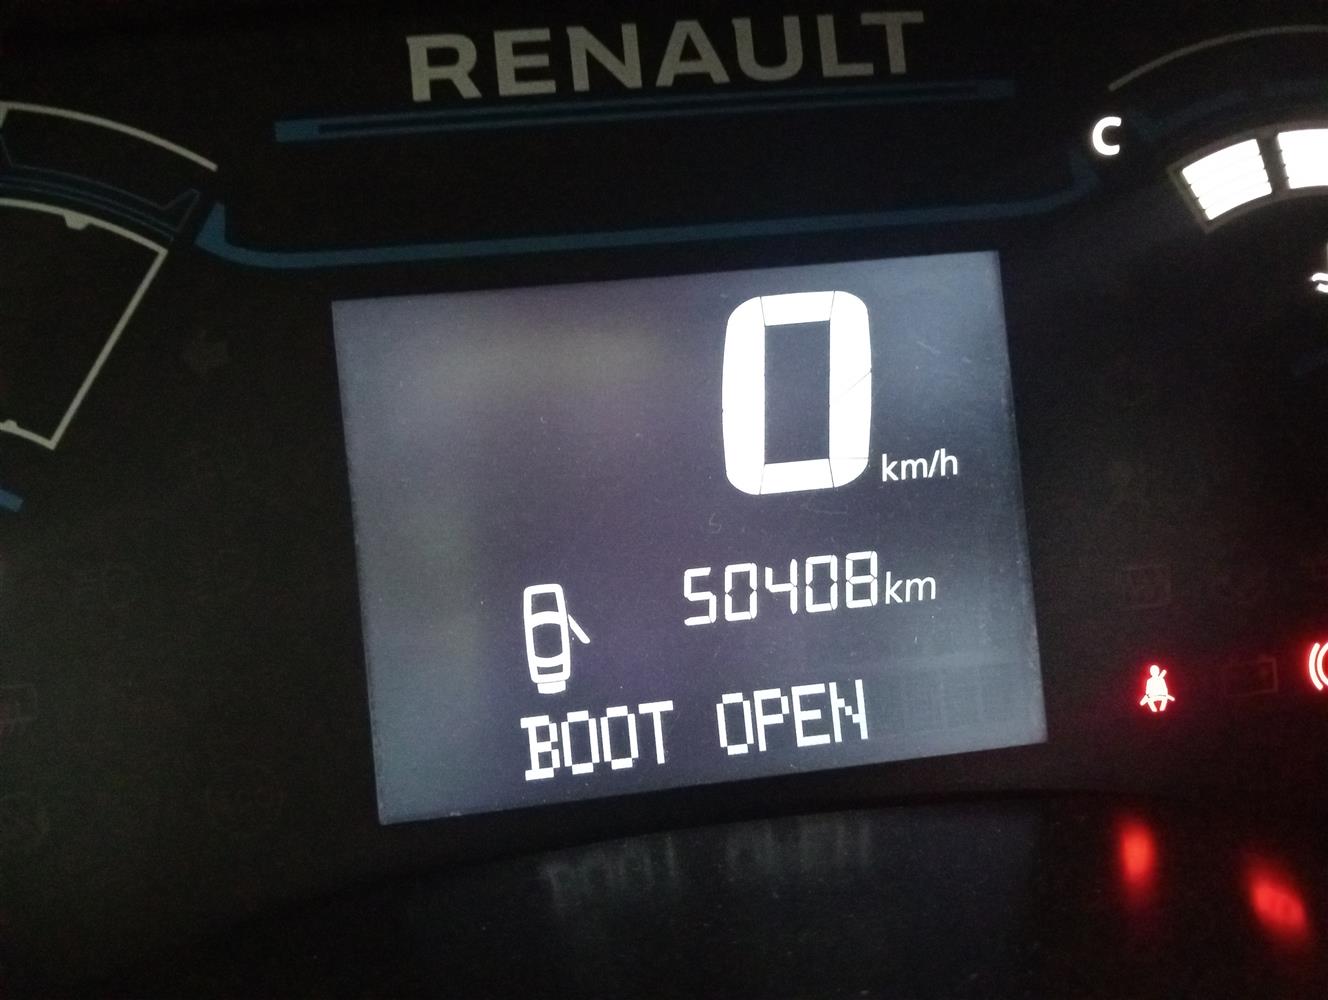 RENAULT
C
0 km/h
50408 km
BOOT OPEN